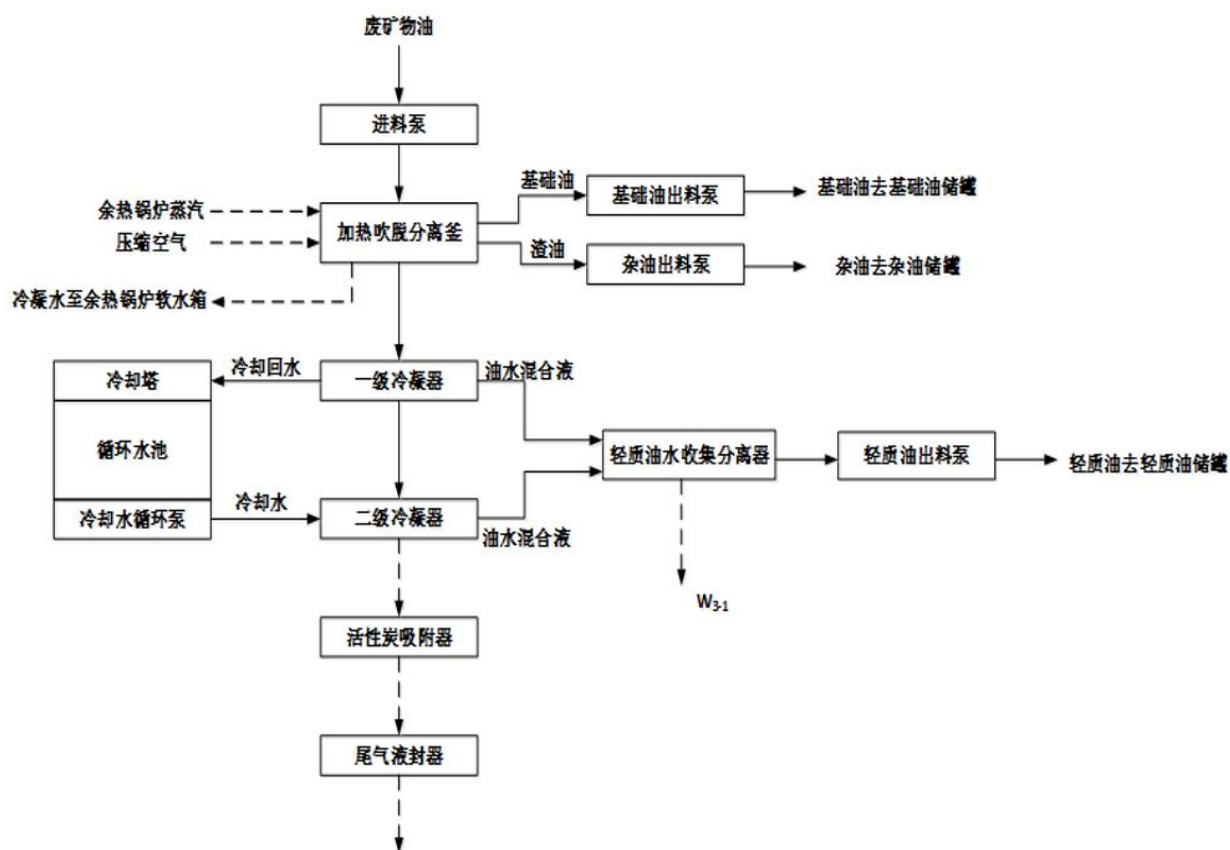 废矿物油
进料泵
基础油
基础油出料泵
基础油去基础油储罐
余热锅炉蒸汽
压缩空气
加热吹脱分离釜
渣油
杂油出料泵
杂油去杂油储罐
冷凝水至余热锅炉软水箱
冷却塔
冷却回水
一级冷凝器
油水混合液
循环水池
轻质油水收集分离器
轻质油出料泵
轻质油去轻质油储罐
冷却水循环泵
冷却水
二级冷凝器
油水混合液
W3-1
活性炭吸附器
尾气液封器